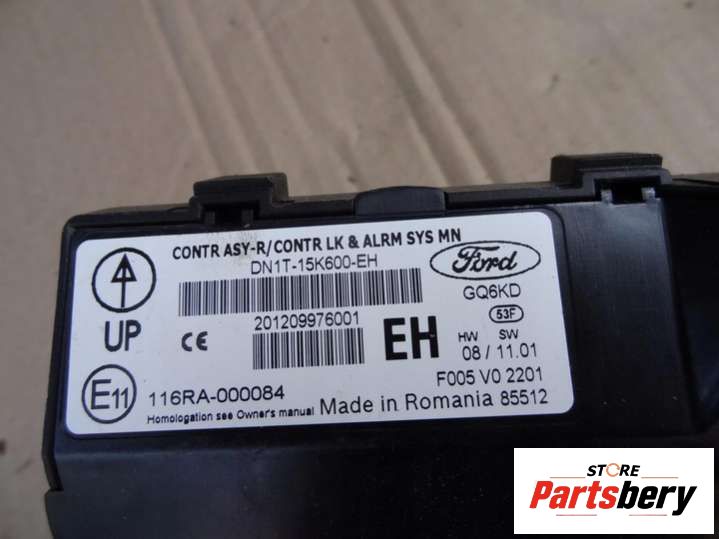 CONTR ASY-R/CONTR LK & ALRM SYS MN
DN1T-15K600-EH
Ford
GQ6KD
53F
UP
CE
201209976001
EH
HW SW
08 / 11.01
E11
116RA-000084
F005 V0 2201
Homologation see Owner's manual
Made in Romania 85512
STORE
Partsbery